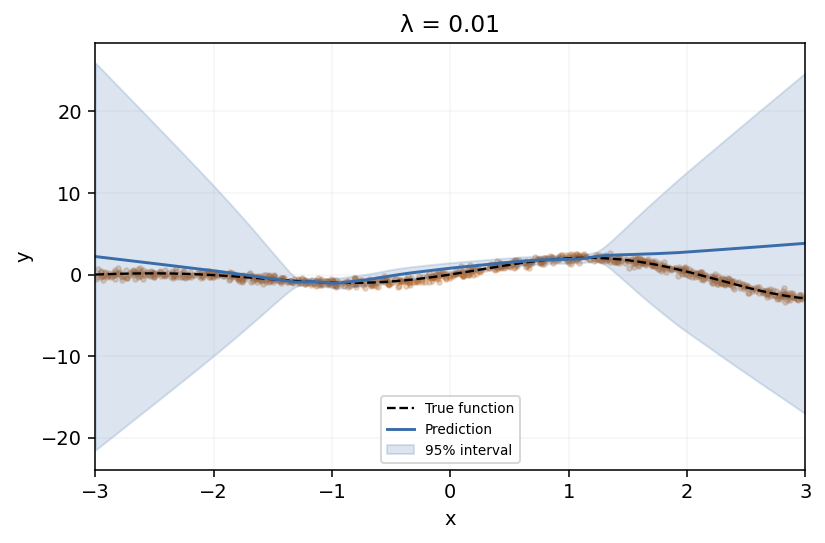 λ = 0.01
20
10
0
−10
−20
y
−3
−2
−1
0
1
2
3
x
True function
Prediction
95% interval